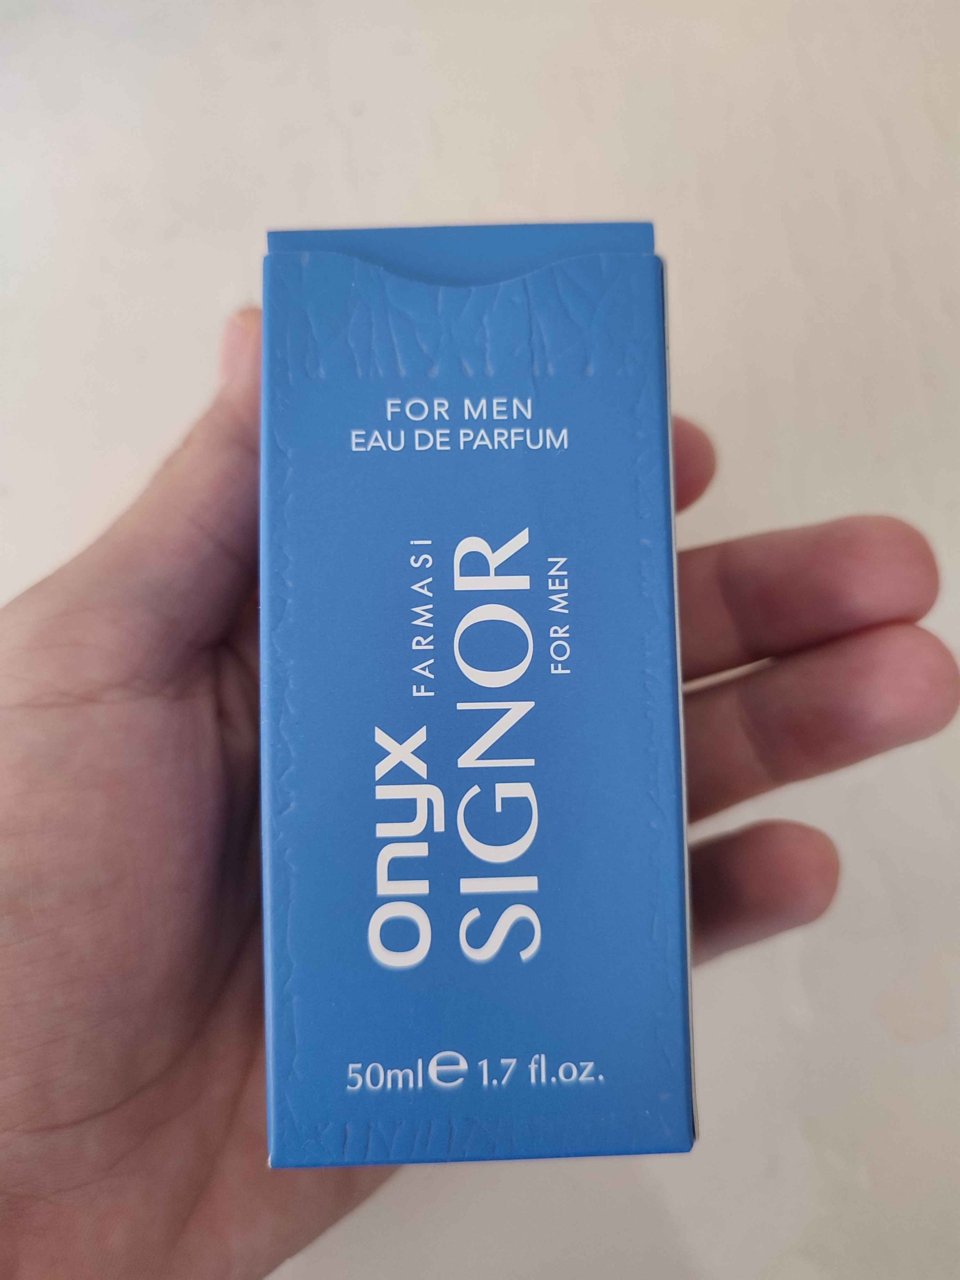 FOR MEN
EAU DE PARFUM
onyx FARMASi
SIGNOR
FOR MEN
50ml e 1.7 fl.oz.